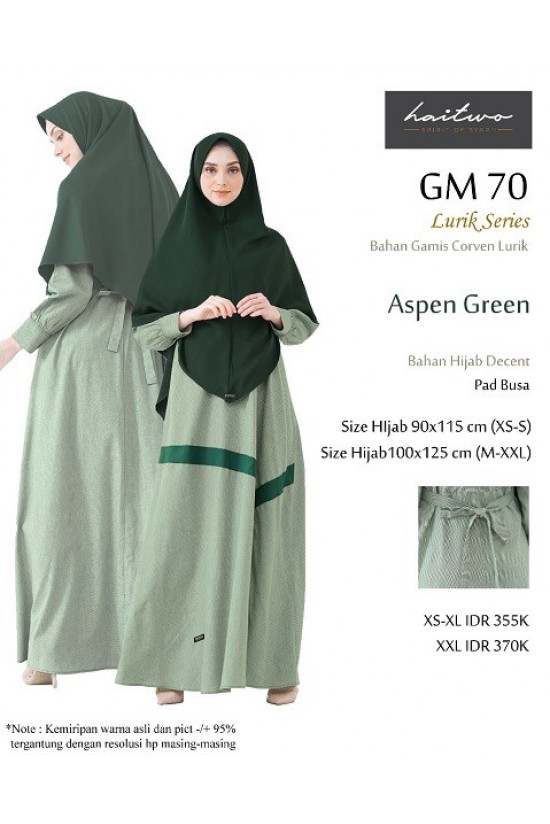 haitwo
SPIRIT OF SYAR'I
GM 70
Lurik Series
Bahan Gamis Corven Lurik
Aspen Green
Bahan Hijab Decent
Pad Busa
Size HIjab 90x115 cm (XS-S)
Size Hijab100x125 cm (M-XXL)
XS-XL IDR 355K
XXL IDR 370K
*Note : Kemiripan warna asli dan pict -/+ 95%
tergantung dengan resolusi hp masing-masing